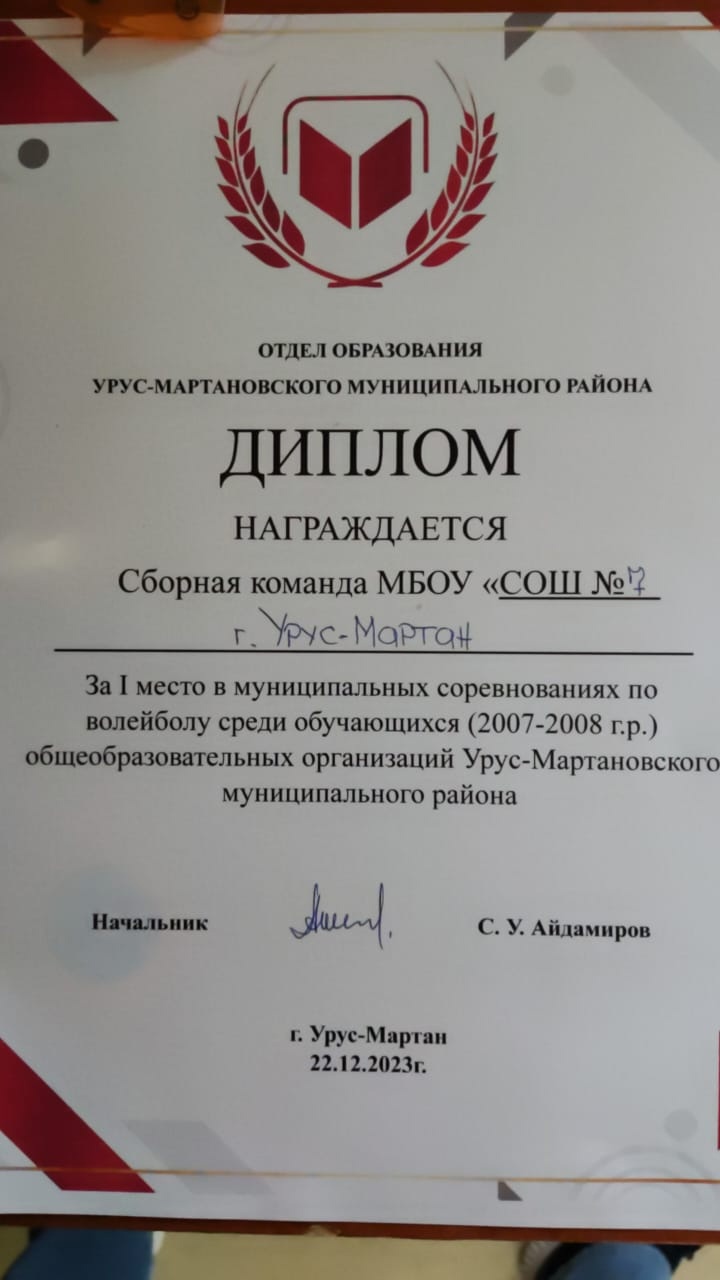 ОТДЕЛ ОБРАЗОВАНИЯ
УРУС-МАРТАНОВСКОГО МУНИЦИПАЛЬНОГО РАЙОНА
ДИПЛОМ
НАГРАЖДАЕТСЯ
Сборная команда МБОУ «СОШ №7
г. Урус-Мартан
За I место в муниципальных соревнованиях по
волейболу среди обучающихся (2007-2008 г.р.)
общеобразовательных организаций Урус-Мартановского
муниципального района
Начальник С. У. Айдамиров
г. Урус-Мартан
22.12.2023г.